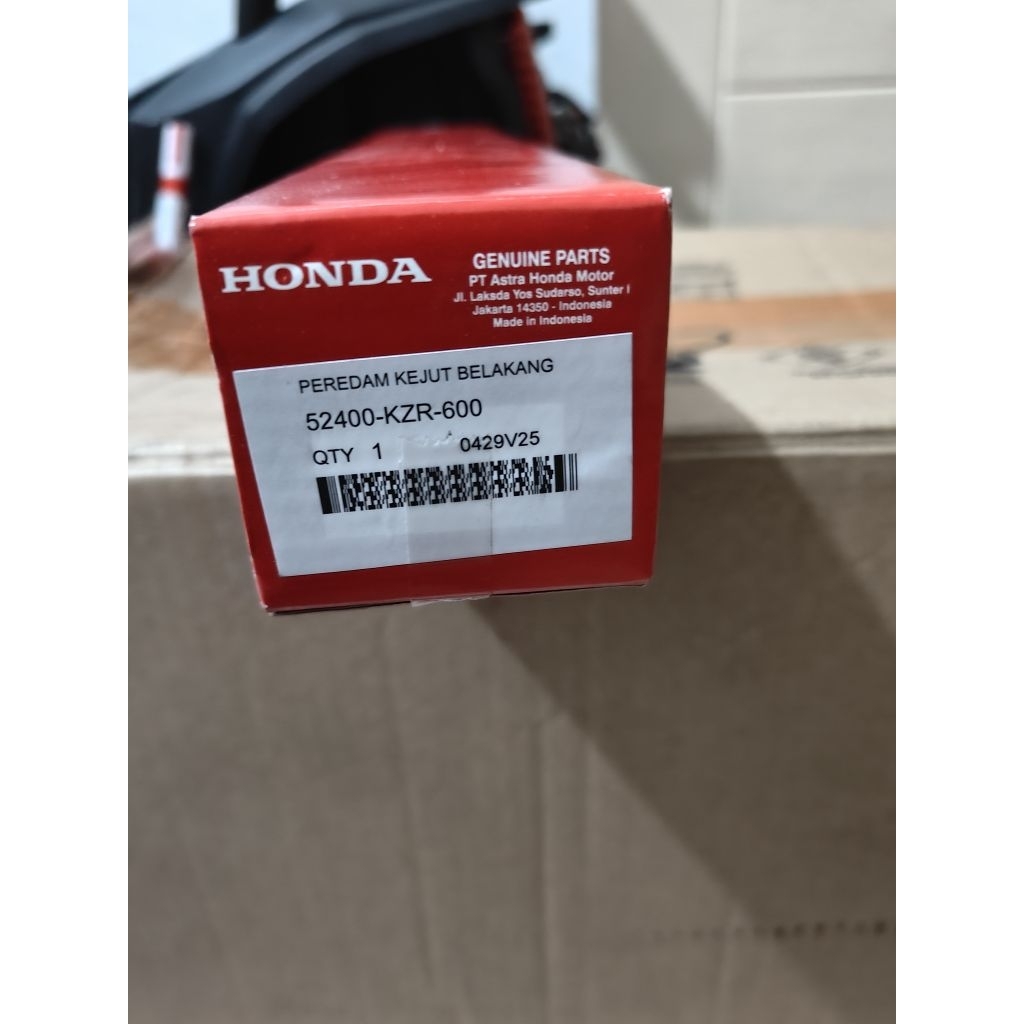 HONDA
GENUINE PARTS
PT Astra Honda Motor
Jl. Laksda Yos Sudarso, Sunter I
Jakarta 14350 - Indonesia
Made in Indonesia
PEREDAM KEJUT BELAKANG
52400-KZR-600
QTY 1 0429V25